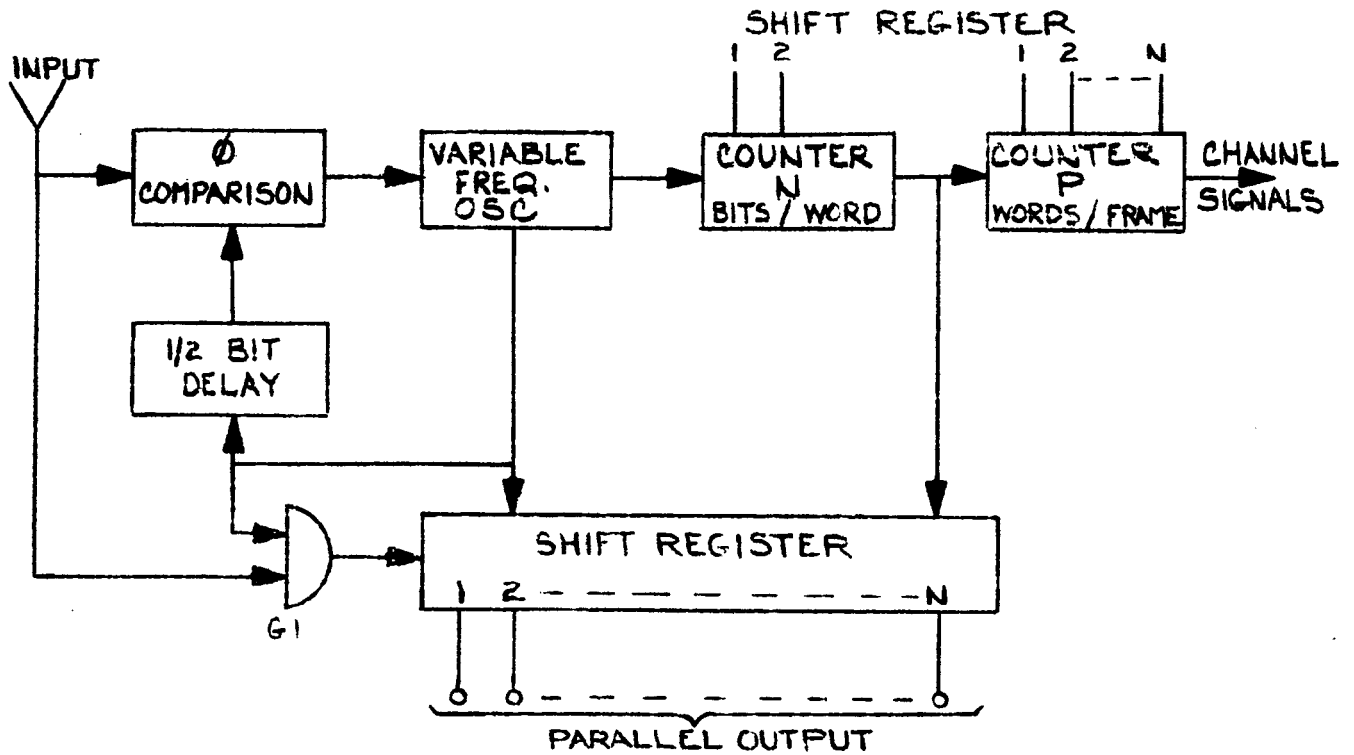 SHIFT REGISTER
1 2
1 2 N
INPUT
Ø
COMPARISON
VARIABLE
FREQ.
OSC
COUNTER
N
BITS / WORD
COUNTER
P
WORDS / FRAME
CHANNEL
SIGNALS
1/2 BIT
DELAY
G1
SHIFT REGISTER
1 2 N
PARALLEL OUTPUT